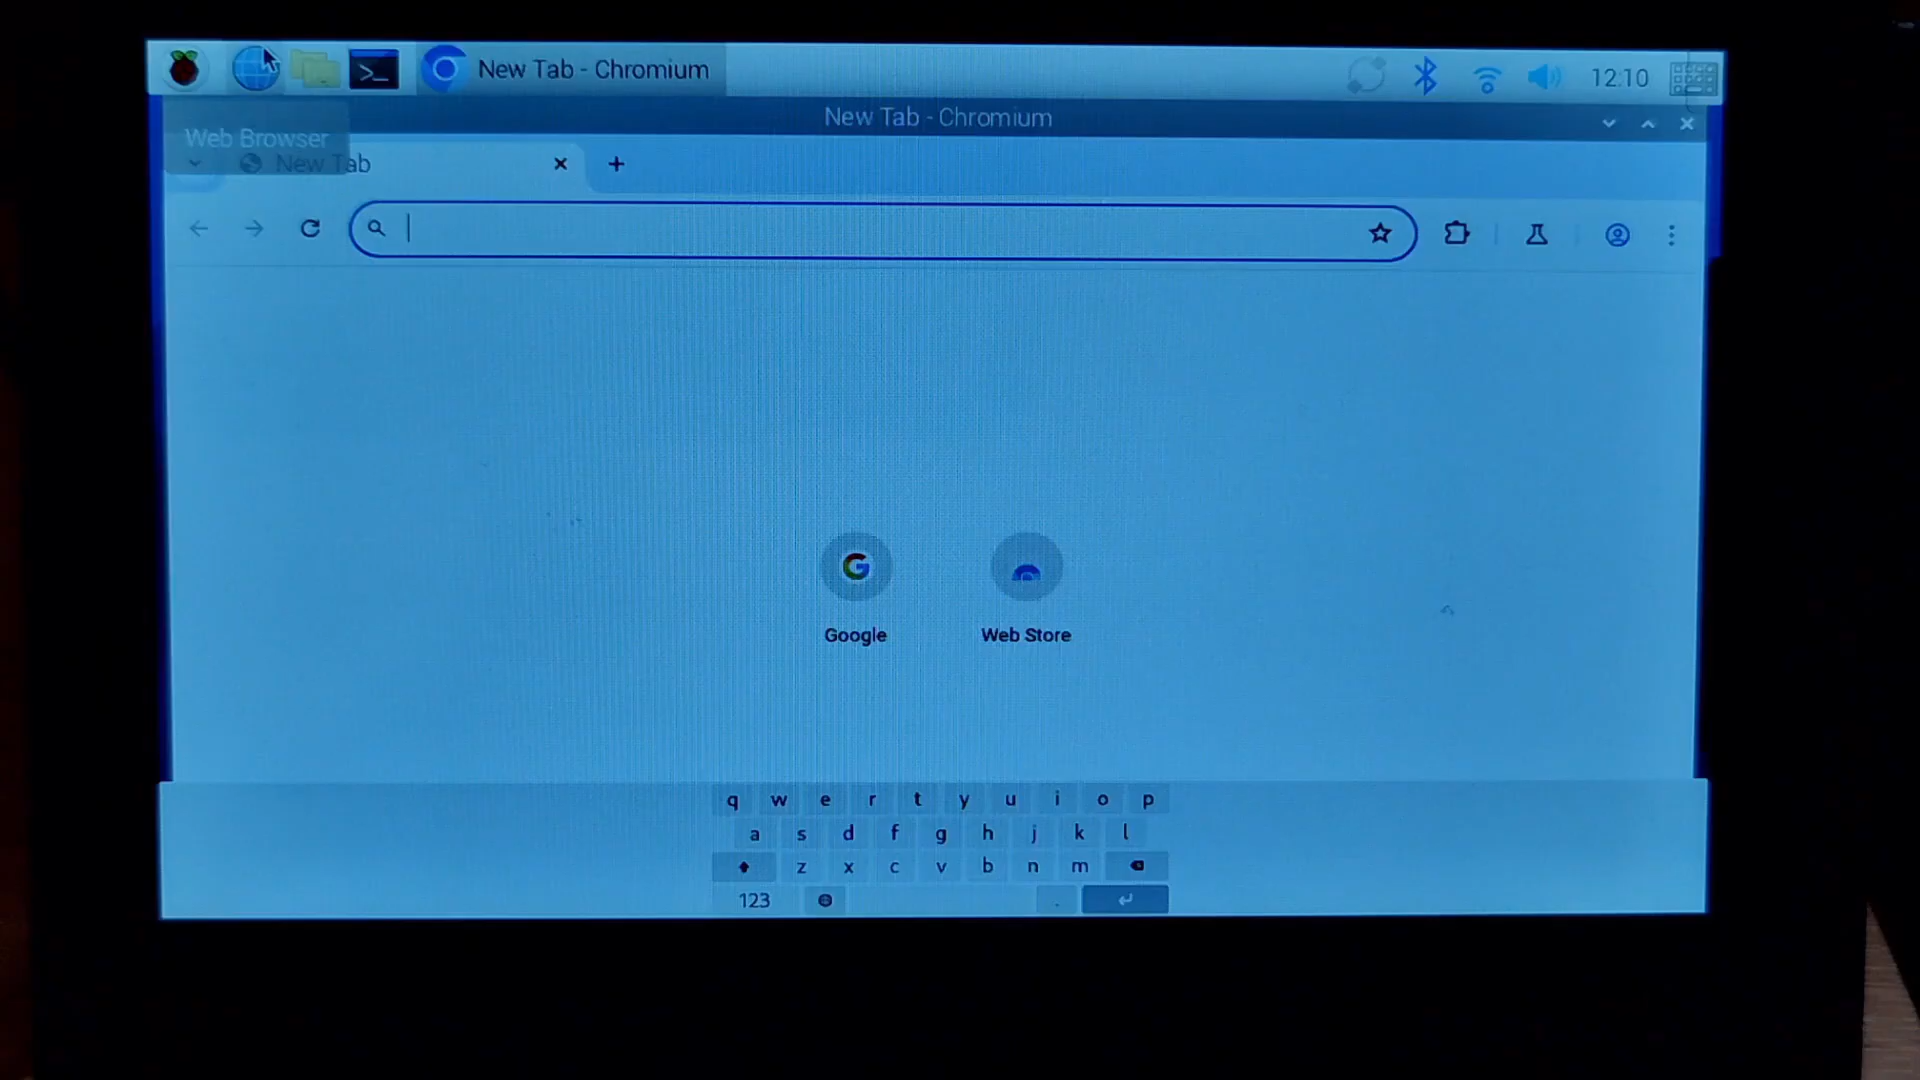 New Tab - Chromium
12:10
New Tab - Chromium
Web Browser
New Tab
Google
Web Store
q w e r t y u i o p
a s d f g h j k l
z x c v b n m
123 .